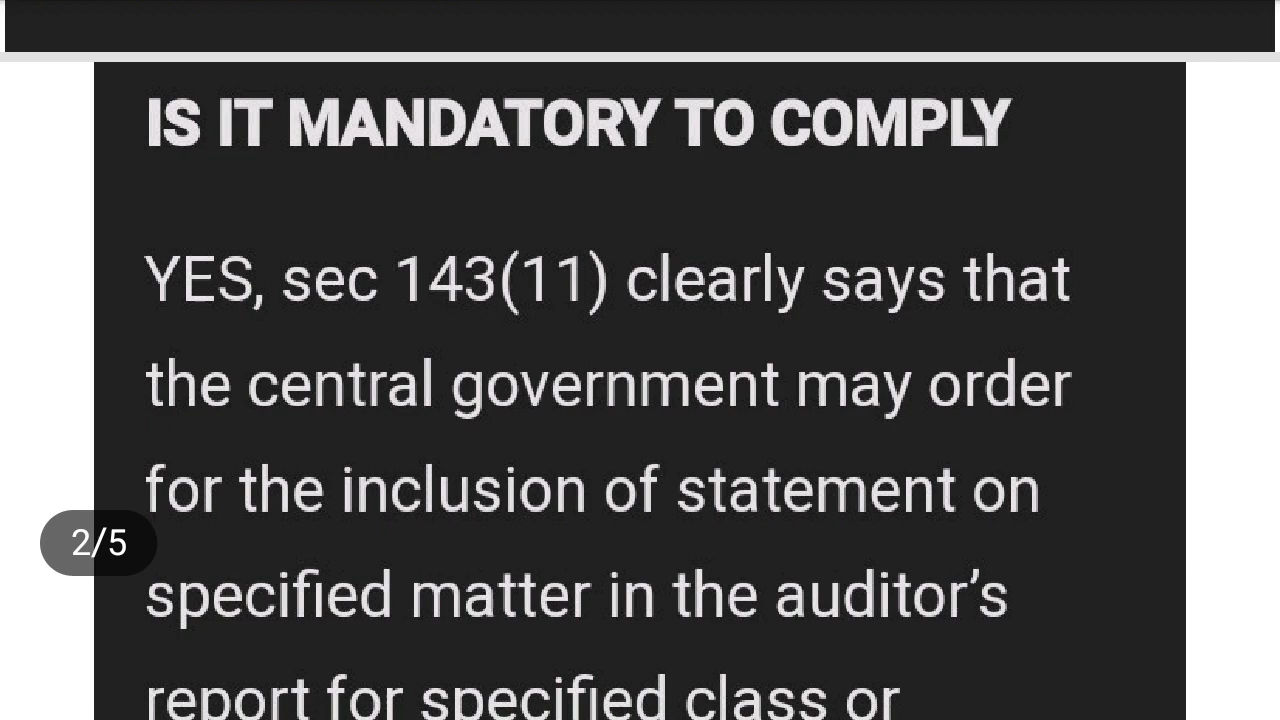 IS IT MANDATORY TO COMPLY
YES, sec 143(11) clearly says that
the central government may order
for the inclusion of statement on
2/5
specified matter in the auditor’s
report for specified class or